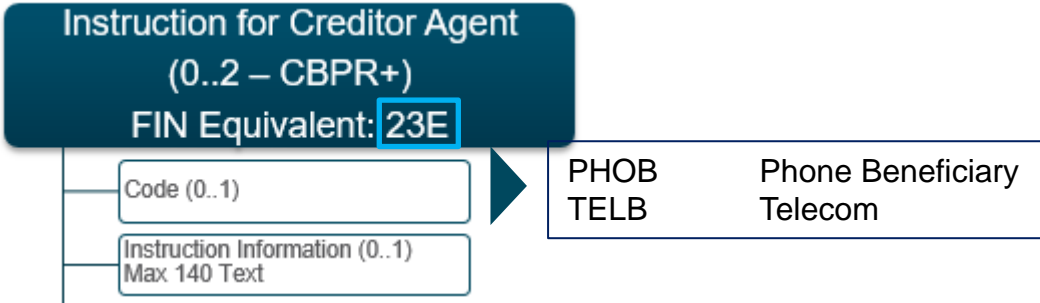 Instruction for Creditor Agent
(0..2 – CBPR+)
FIN Equivalent: 23E
Code (0..1)
PHOB Phone Beneficiary
TELB Telecom
Instruction Information (0..1)
Max 140 Text